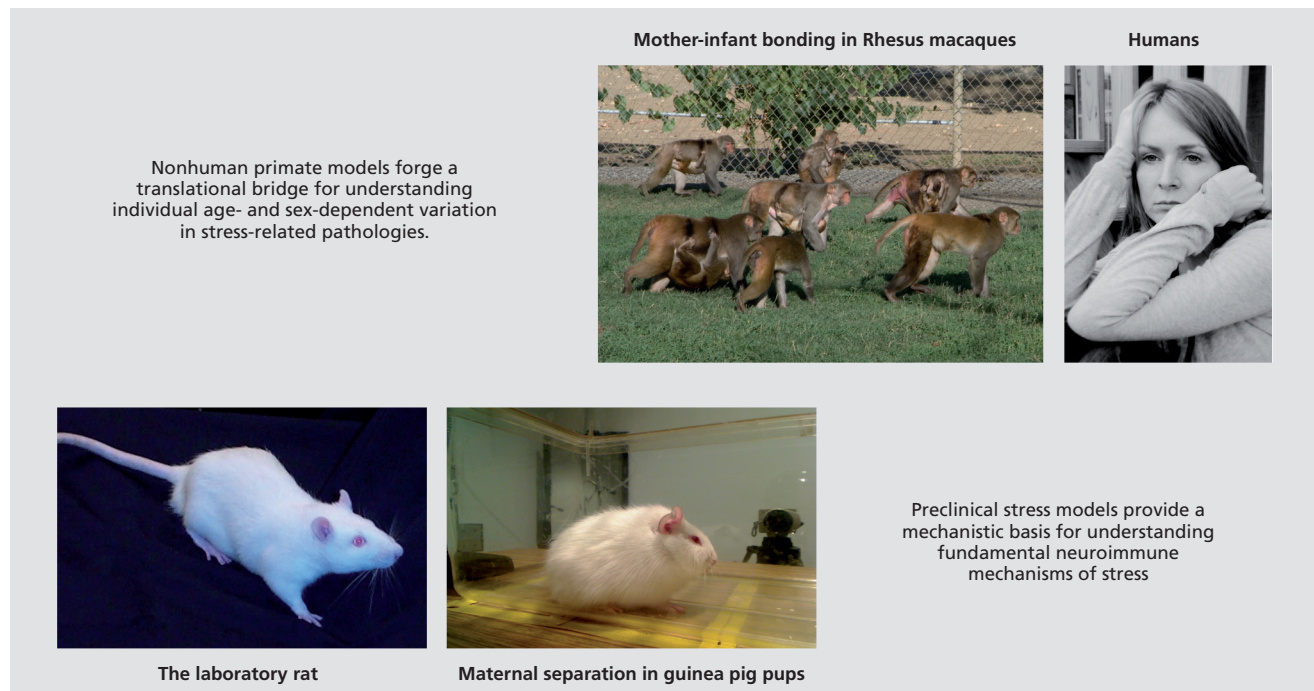 Mother-infant bonding in Rhesus macaques
Humans
Nonhuman primate models forge a
translational bridge for understanding
individual age- and sex-dependent variation
in stress-related pathologies.
Preclinical stress models provide a
mechanistic basis for understanding
fundamental neuroimmune
mechanisms of stress
The laboratory rat
Maternal separation in guinea pig pups